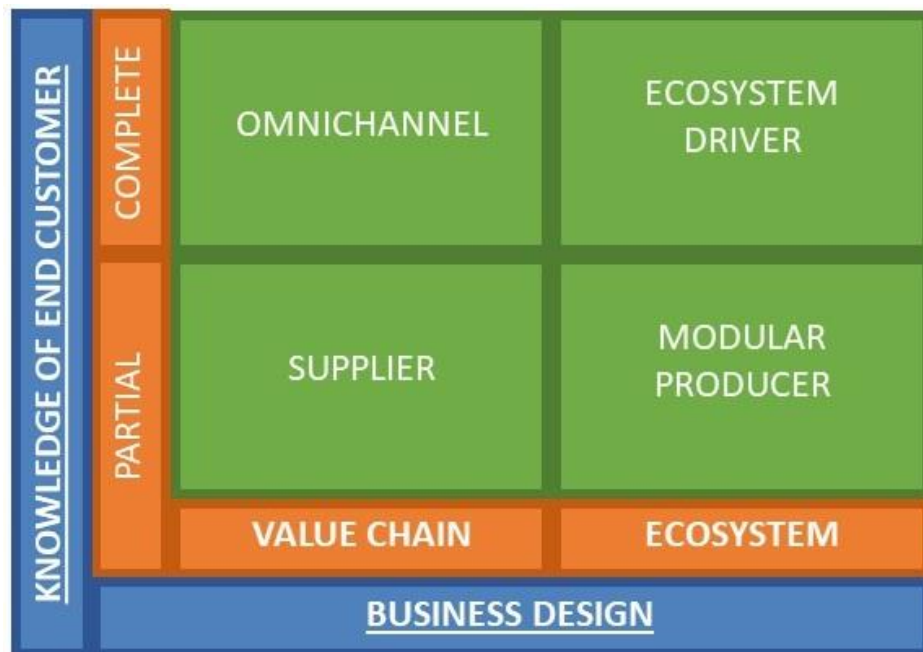 KNOWLEDGE OF END CUSTOMER
COMPLETE
OMNICHANNEL
ECOSYSTEM
DRIVER
PARTIAL
SUPPLIER
MODULAR
PRODUCER
VALUE CHAIN
ECOSYSTEM
BUSINESS DESIGN